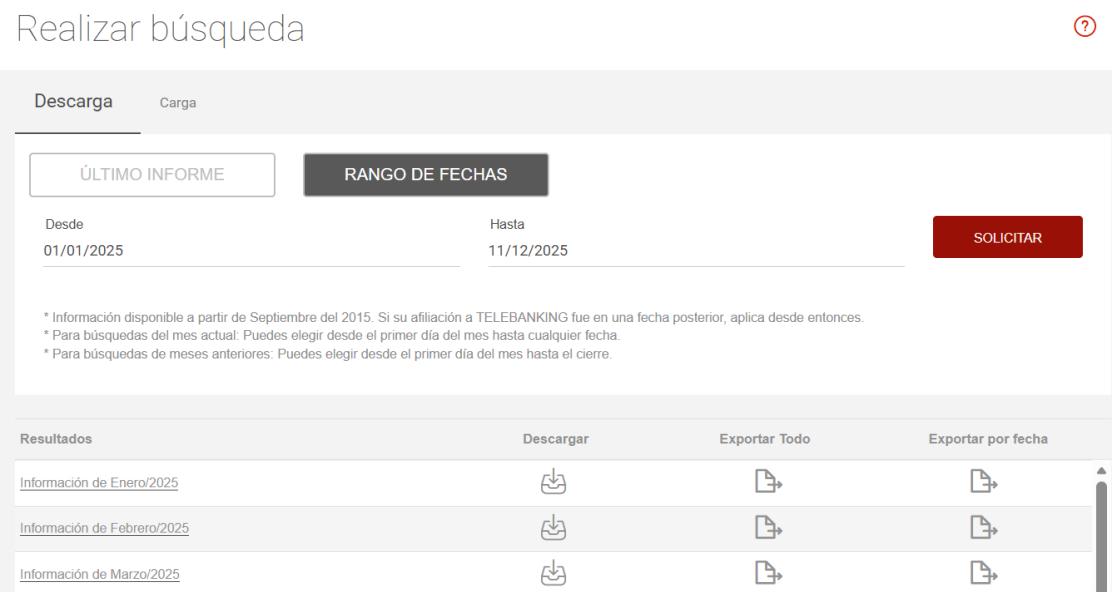 Realizar búsqueda
?
Descarga Carga
ÚLTIMO INFORME RANGO DE FECHAS
Desde Hasta
01/01/2025 11/12/2025
SOLICITAR
* Información disponible a partir de Septiembre del 2015. Si su afiliación a TELEBANKING fue en una fecha posterior, aplica desde entonces.
* Para búsquedas del mes actual: Puedes elegir desde el primer día del mes hasta cualquier fecha.
* Para búsquedas de meses anteriores: Puedes elegir desde el primer día del mes hasta el cierre.
Resultados Descargar Exportar Todo Exportar por fecha
Información de Enero/2025
Información de Febrero/2025
Información de Marzo/2025